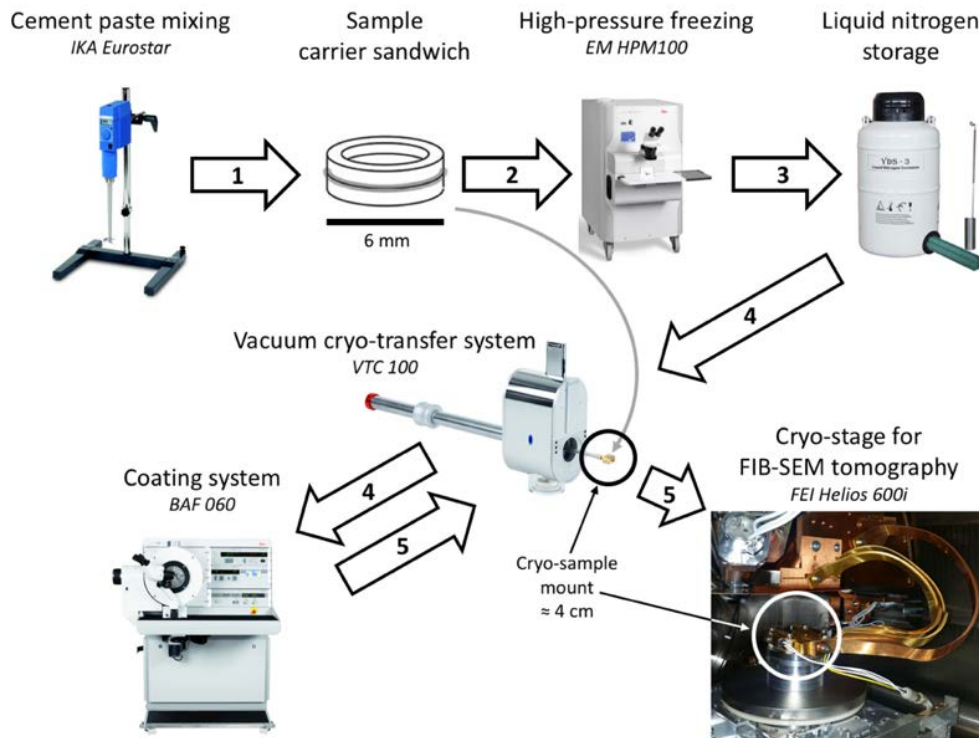 Cement paste mixing
IKA Eurostar
Sample
carrier sandwich
High-pressure freezing
EM HPM100
Liquid nitrogen
storage
1
2
3
6 mm
YDS-3
4
Vacuum cryo-transfer system
VTC 100
Coating system
BAF 060
4
5
5
Cryo-stage for
FIB-SEM tomography
FEI Helios 600i
Cryo-sample
mount
≈ 4 cm